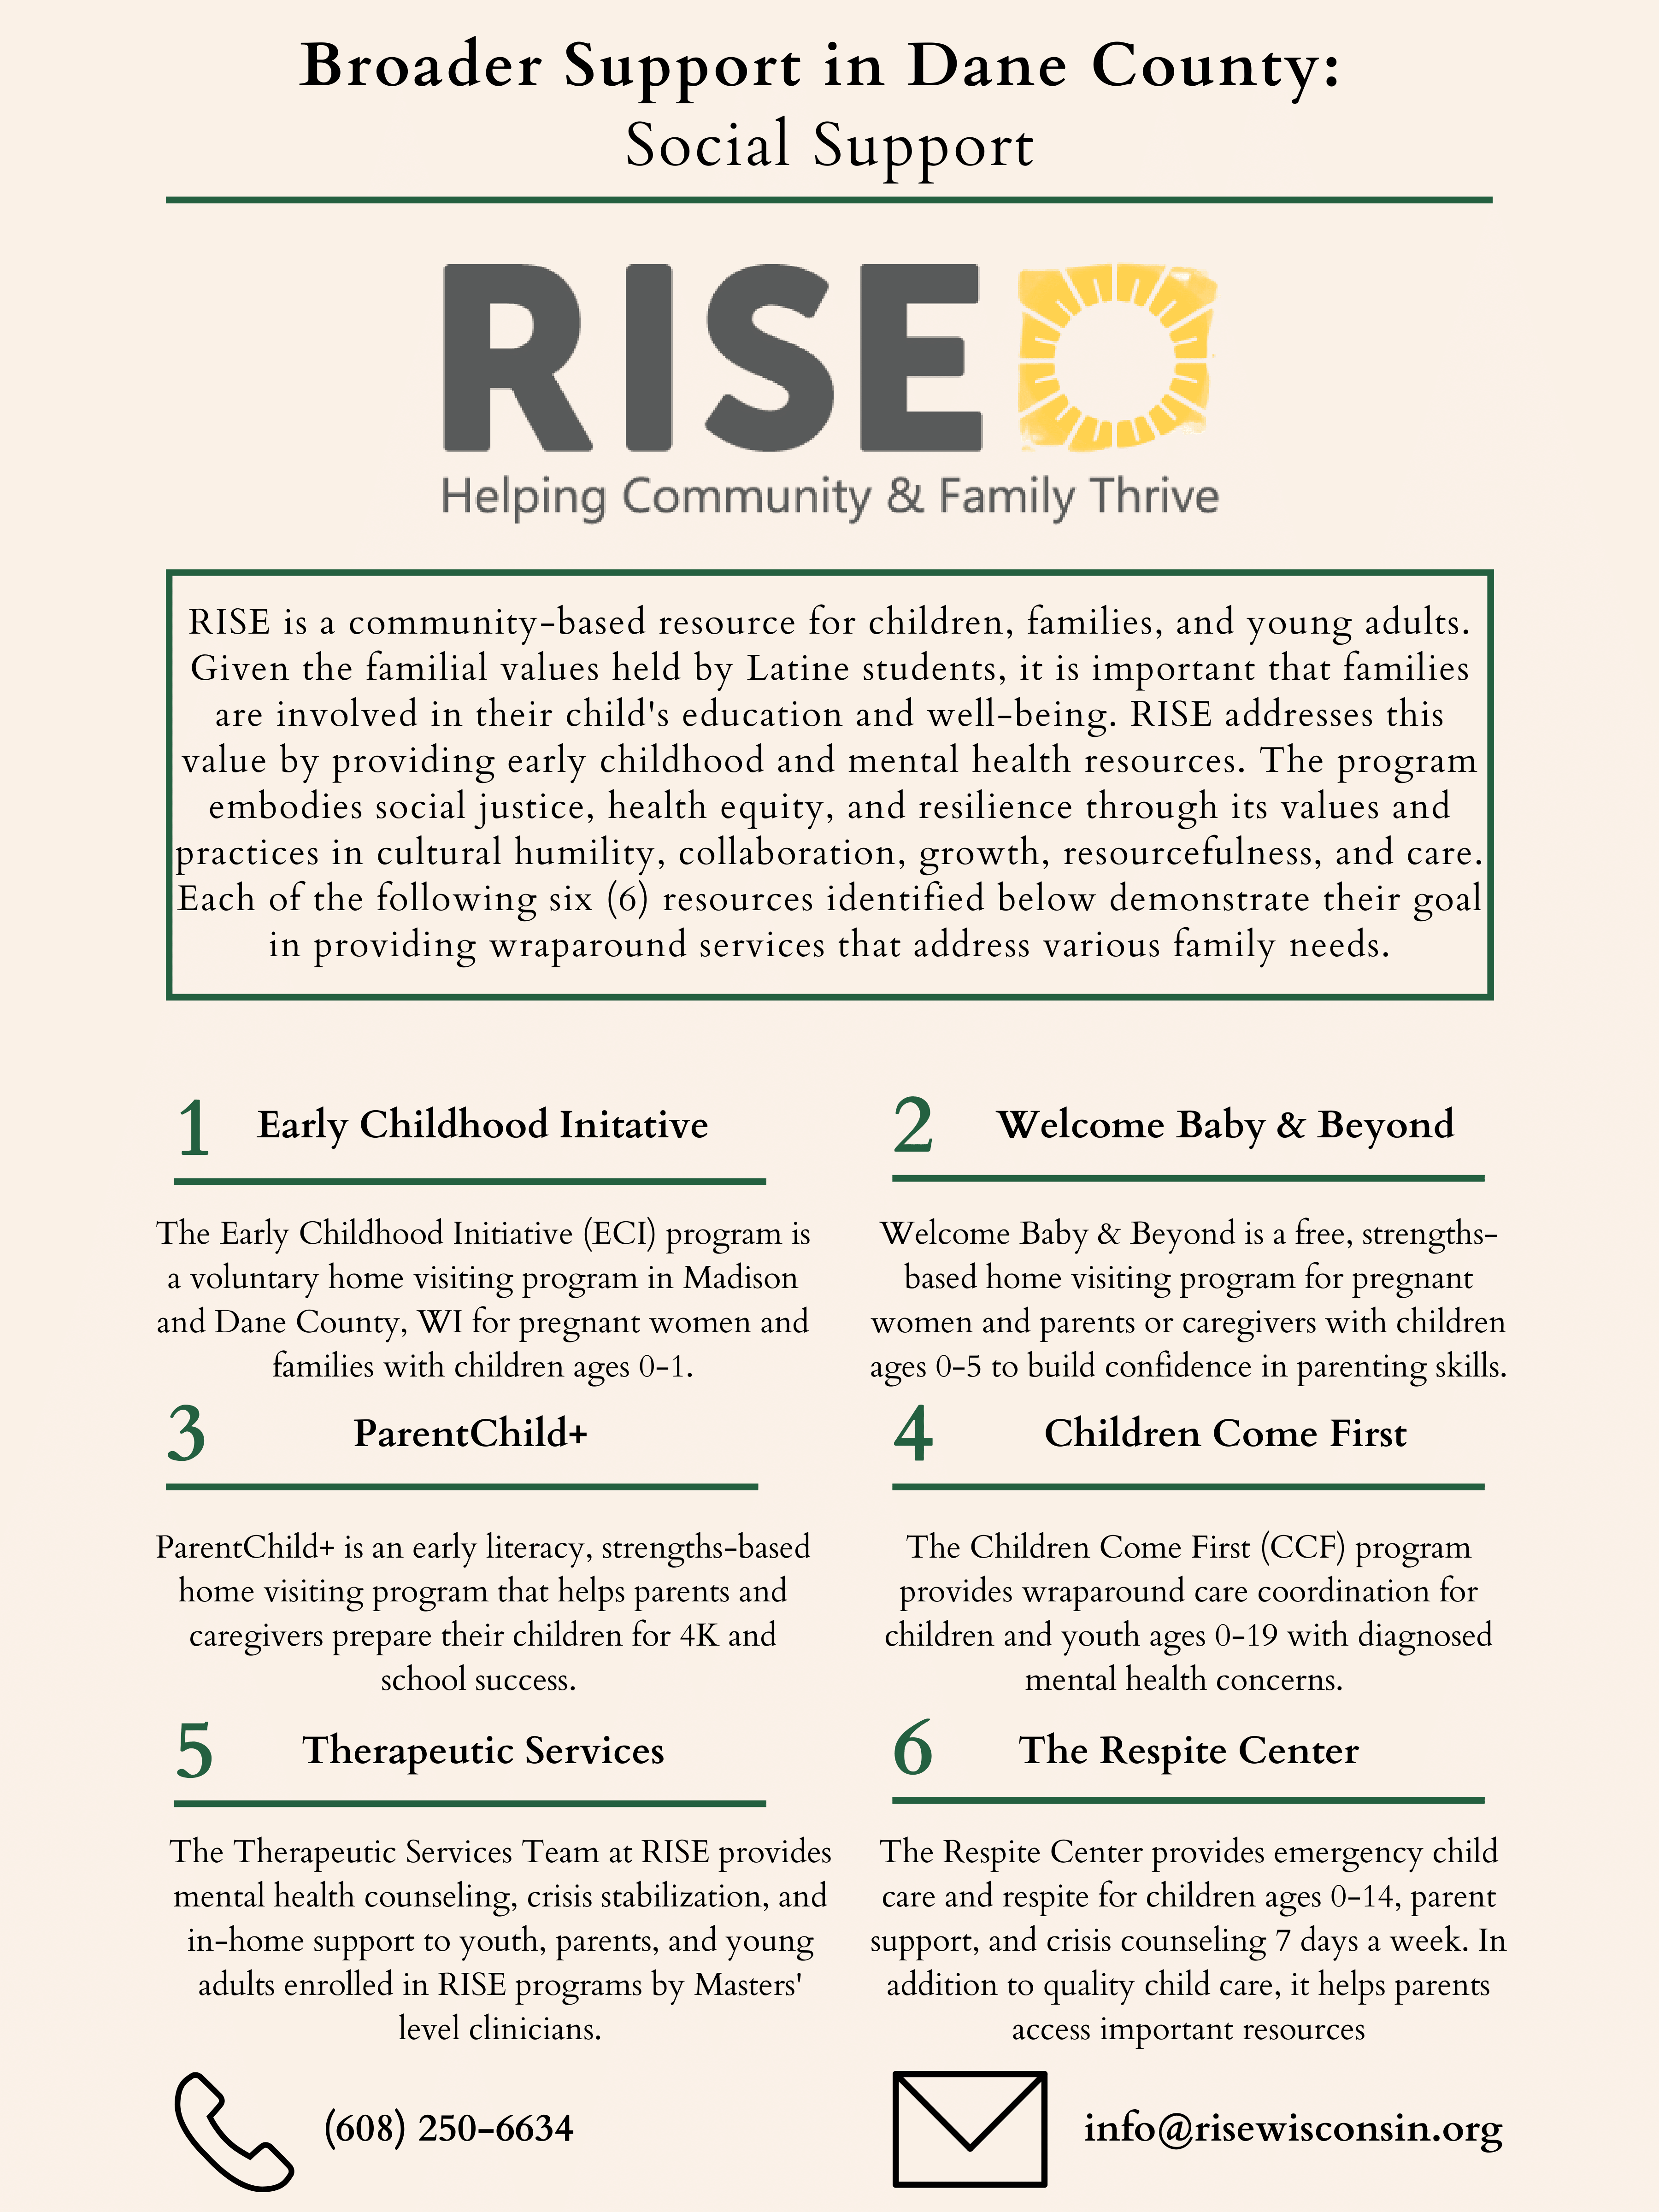 Broader Support in Dane County:
Social Support
RISE
Helping Community & Family Thrive
RISE is a community-based resource for children, families, and young adults.
Given the familial values held by Latine students, it is important that families
are involved in their child's education and well-being. RISE addresses this
value by providing early childhood and mental health resources. The program
embodies social justice, health equity, and resilience through its values and
practices in cultural humility, collaboration, growth, resourcefulness, and care.
Each of the following six (6) resources identified below demonstrate their goal
in providing wraparound services that address various family needs.
1 Early Childhood Initative
The Early Childhood Initiative (ECI) program is
a voluntary home visiting program in Madison
and Dane County, WI for pregnant women and
families with children ages 0-1.
2 Welcome Baby & Beyond
Welcome Baby & Beyond is a free, strengths-
based home visiting program for pregnant
women and parents or caregivers with children
ages 0-5 to build confidence in parenting skills.
3 ParentChild+
ParentChild+ is an early literacy, strengths-based
home visiting program that helps parents and
caregivers prepare their children for 4K and
school success.
4 Children Come First
The Children Come First (CCF) program
provides wraparound care coordination for
children and youth ages 0-19 with diagnosed
mental health concerns.
5 Therapeutic Services
The Therapeutic Services Team at RISE provides
mental health counseling, crisis stabilization, and
in-home support to youth, parents, and young
adults enrolled in RISE programs by Masters'
level clinicians.
6 The Respite Center
The Respite Center provides emergency child
care and respite for children ages 0-14, parent
support, and crisis counseling 7 days a week. In
addition to quality child care, it helps parents
access important resources
(608) 250-6634
info@risewisconsin.org